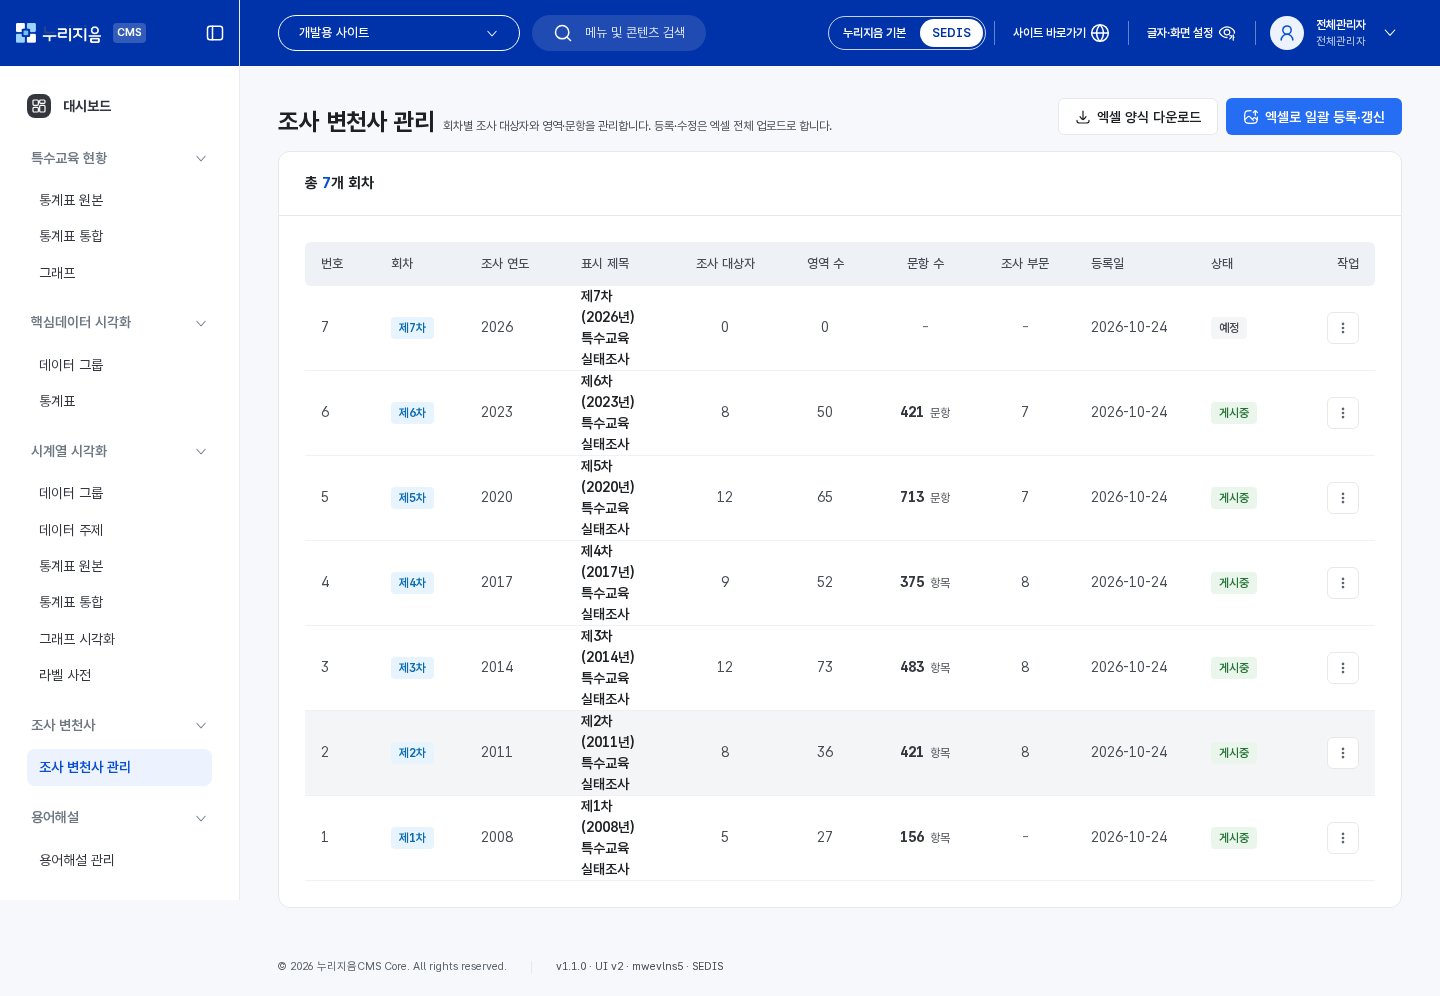 누리지음 CMS
개발용 사이트
메뉴 및 콘텐츠 검색
누리지음 기본
SEDIS
사이트 바로가기
글자·화면 설정
전체관리자
전체관리자
대시보드
특수교육 현황
통계표 원본
통계표 통합
그래프
핵심데이터 시각화
데이터 그룹
통계표
시계열 시각화
데이터 그룹
데이터 주제
통계표 원본
통계표 통합
그래프 시각화
라벨 사전
조사 변천사
조사 변천사 관리
용어해설
용어해설 관리
조사 변천사 관리 회차별 조사 대상자와 영역·문항을 관리합니다. 등록·수정은 엑셀 전체 업로드로 합니다.
엑셀 양식 다운로드
엑셀로 일괄 등록·갱신
총 7개 회차
번호 회차 조사 연도 표시 제목 조사 대상자 영역 수 문항 수 조사 부문 등록일 상태 작업
7 제7차 2026 제7차
(2026년)
특수교육
실태조사
0 0 - - 2026-10-24 예정
6 제6차 2023 제6차
(2023년)
특수교육
실태조사
8 50 421 문항 7 2026-10-24 게시중
5 제5차 2020 제5차
(2020년)
특수교육
실태조사
12 65 713 문항 7 2026-10-24 게시중
4 제4차 2017 제4차
(2017년)
특수교육
실태조사
9 52 375 항목 8 2026-10-24 게시중
3 제3차 2014 제3차
(2014년)
특수교육
실태조사
12 73 483 항목 8 2026-10-24 게시중
2 제2차 2011 제2차
(2011년)
특수교육
실태조사
8 36 421 항목 8 2026-10-24 게시중
1 제1차 2008 제1차
(2008년)
특수교육
실태조사
5 27 156 항목 - 2026-10-24 게시중
© 2026 누리지음CMS Core. All rights reserved.
v1.1.0 · UI v2 · mwevlns5 · SEDIS